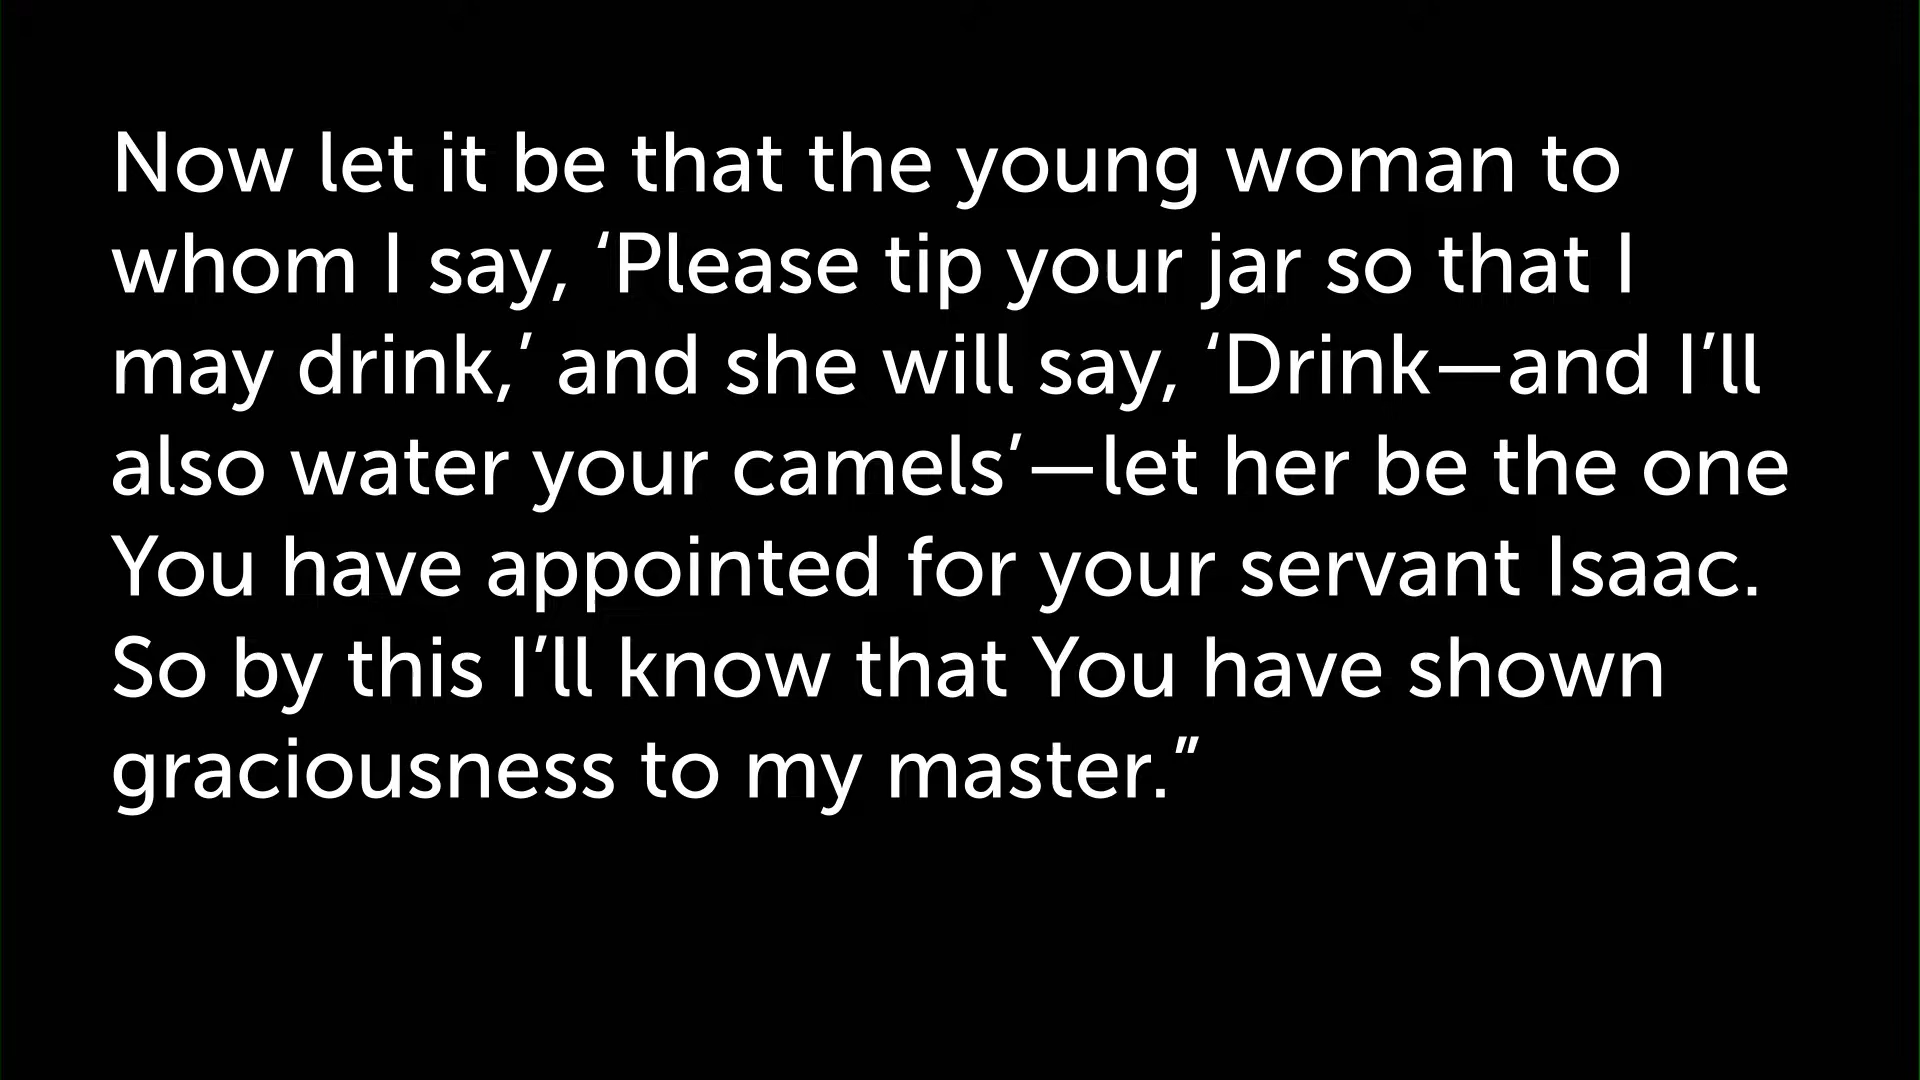 Now let it be that the young woman to
whom I say, ‘Please tip your jar so that I
may drink,’ and she will say, ‘Drink—and I’ll
also water your camels’—let her be the one
You have appointed for your servant Isaac.
So by this I’ll know that You have shown
graciousness to my master.”